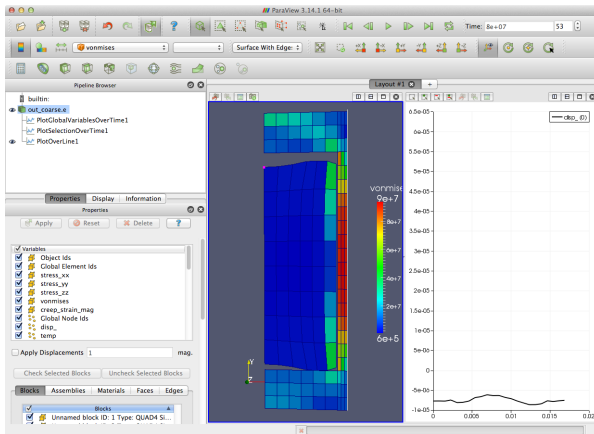 ParaView 3.14.1 64-bit
Time: 8e+07
53
vonmises
Surface With Edges
Pipeline Browser
builtin:
out_coarse.e
PlotGlobalVariablesOverTime1
PlotSelectionOverTime1
PlotOverLine1
Properties Display Information
Properties
Apply Reset Delete ?
Variables
Object Ids
Global Element Ids
stress_xx
stress_yy
stress_zz
vonmises
creep_strain_mag
Global Node Ids
disp_
temp
Apply Displacements 1 mag.
Check Selected Blocks Uncheck Selected Blocks
Blocks Assemblies Materials Faces Edges
Blocks
Unnamed block ID: 1 Type: QUAD4 Si...
Layout #1
+
vonmise
9e+7
8e+7
6e+7
4e+7
2e+7
6e+5
Y
Z
disp_ (0)
6.5e-05
6e-05
5.5e-05
5e-05
4.5e-05
4e-05
3.5e-05
3e-05
2.5e-05
2e-05
1.5e-05
1e-05
5e-06
0
-5e-06
-1e-05
0 0.005 0.01 0.015 0.02